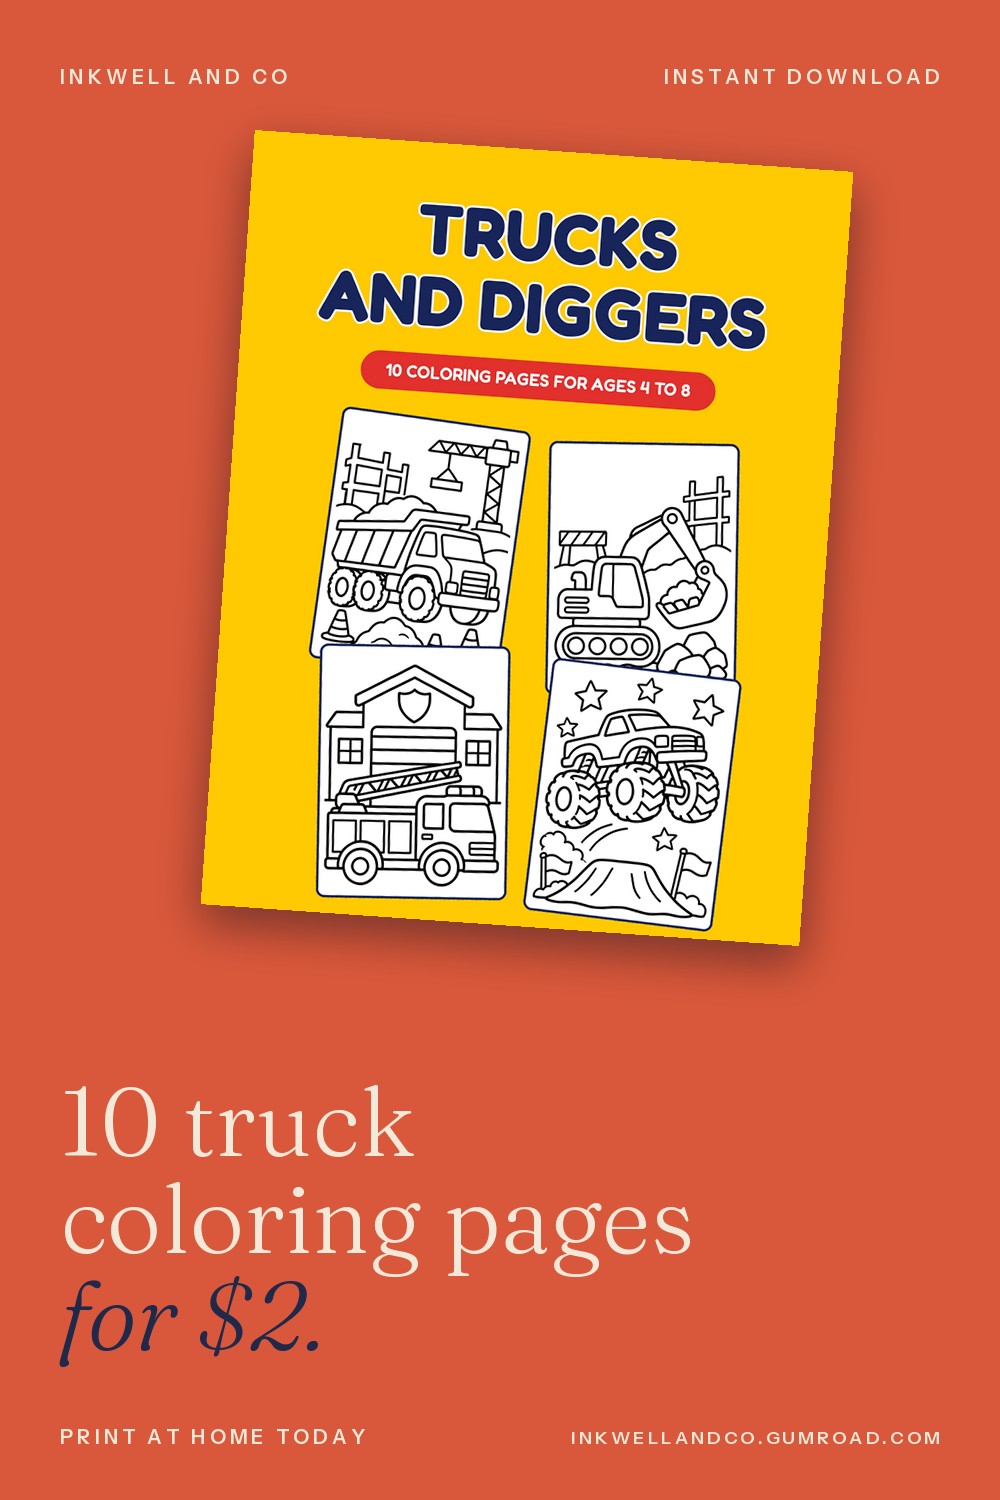 INKWELL AND CO
INSTANT DOWNLOAD
TRUCKS
AND DIGGERS
10 COLORING PAGES FOR AGES 4 TO 8
10 truck
coloring pages
for $2.
PRINT AT HOME TODAY
INKWELLANDCO.GUMROAD.COM